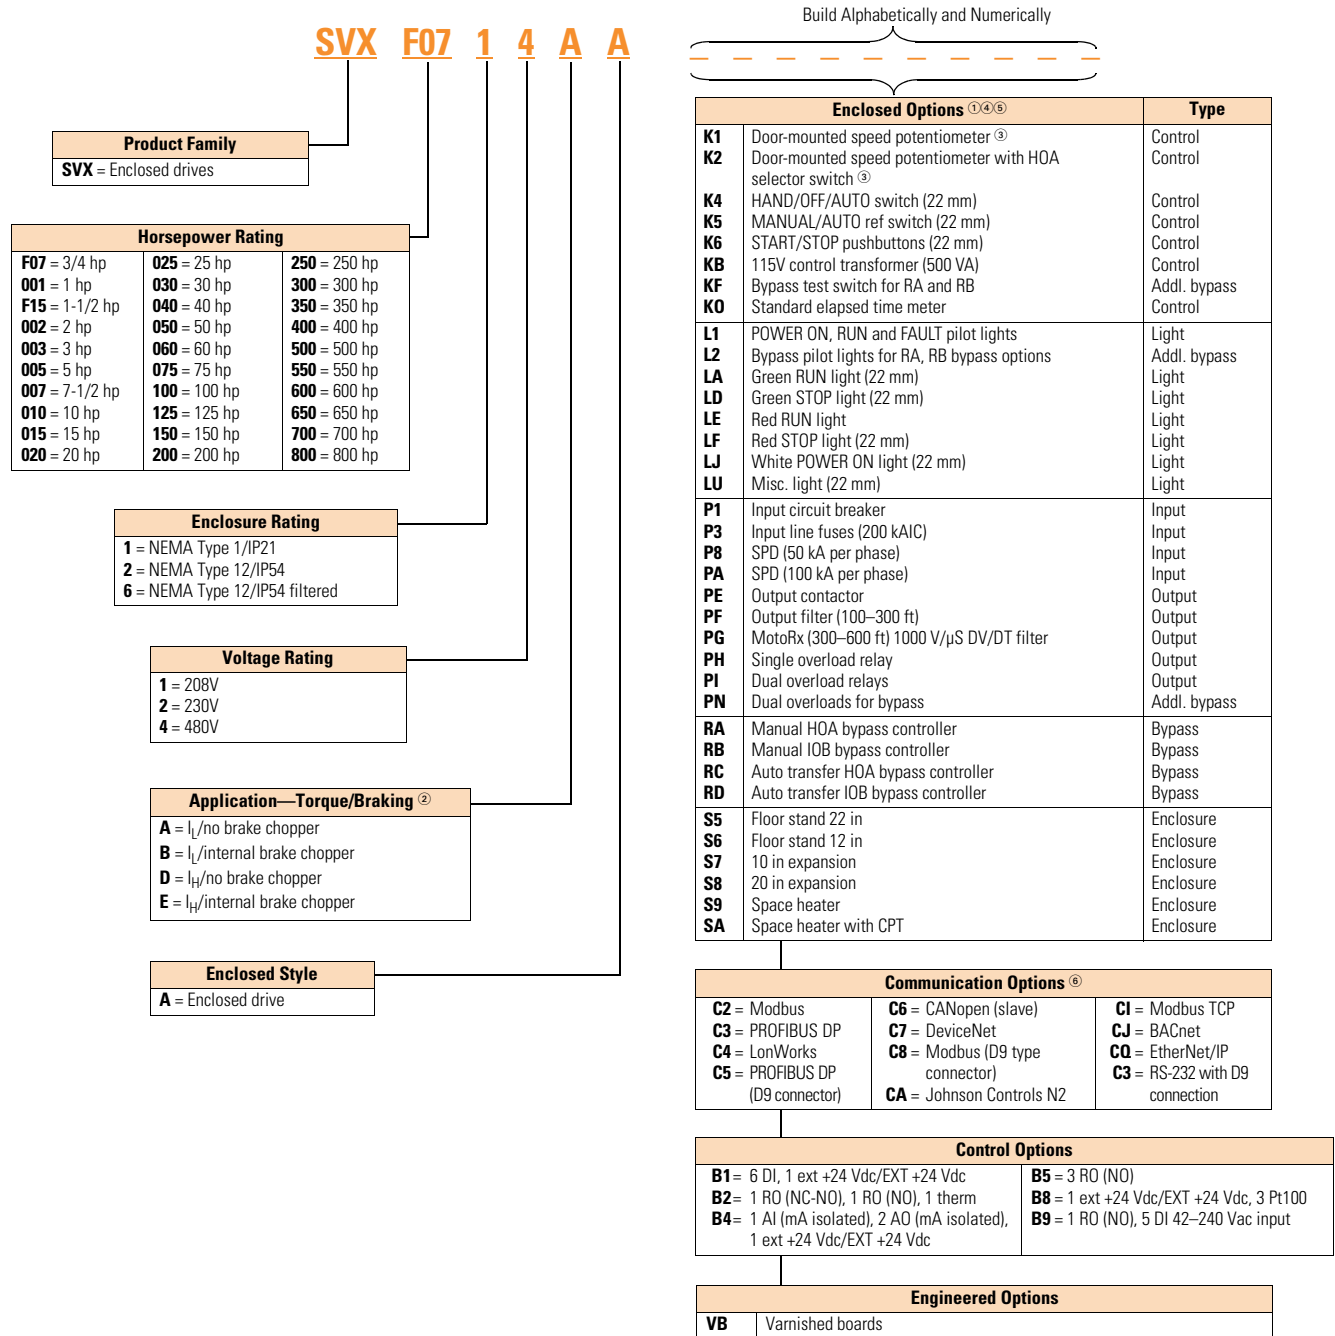 Build Alphabetically and Numerically
SVX F07 1 4 A A
Product Family
SVX = Enclosed drives
Horsepower Rating
F07 = 3/4 hp 025 = 25 hp 250 = 250 hp
001 = 1 hp 030 = 30 hp 300 = 300 hp
F15 = 1-1/2 hp 040 = 40 hp 350 = 350 hp
002 = 2 hp 050 = 50 hp 400 = 400 hp
003 = 3 hp 060 = 60 hp 500 = 500 hp
005 = 5 hp 075 = 75 hp 550 = 550 hp
007 = 7-1/2 hp 100 = 100 hp 600 = 600 hp
010 = 10 hp 125 = 125 hp 650 = 650 hp
015 = 15 hp 150 = 150 hp 700 = 700 hp
020 = 20 hp 200 = 200 hp 800 = 800 hp
Enclosure Rating
1 = NEMA Type 1/IP21
2 = NEMA Type 12/IP54
6 = NEMA Type 12/IP54 filtered
Voltage Rating
1 = 208V
2 = 230V
4 = 480V
Application—Torque/Braking ②
A = IL/no brake chopper
B = IL/internal brake chopper
D = IH/no brake chopper
E = IH/internal brake chopper
Enclosed Style
A = Enclosed drive
Enclosed Options ①④⑤ Type
K1 Door-mounted speed potentiometer ③ Control
K2 Door-mounted speed potentiometer with HOA Control
selector switch ③
K4 HAND/OFF/AUTO switch (22 mm) Control
K5 MANUAL/AUTO ref switch (22 mm) Control
K6 START/STOP pushbuttons (22 mm) Control
KB 115V control transformer (500 VA) Control
KF Bypass test switch for RA and RB Addl. bypass
KO Standard elapsed time meter Control
L1 POWER ON, RUN and FAULT pilot lights Light
L2 Bypass pilot lights for RA, RB bypass options Addl. bypass
LA Green RUN light (22 mm) Light
LD Green STOP light (22 mm) Light
LE Red RUN light Light
LF Red STOP light (22 mm) Light
LJ White POWER ON light (22 mm) Light
LU Misc. light (22 mm) Light
P1 Input circuit breaker Input
P3 Input line fuses (200 kAIC) Input
P8 SPD (50 kA per phase) Input
PA SPD (100 kA per phase) Input
PE Output contactor Output
PF Output filter (100–300 ft) Output
PG MotoRx (300–600 ft) 1000 V/µS DV/DT filter Output
PH Single overload relay Output
PI Dual overload relays Output
PN Dual overloads for bypass Addl. bypass
RA Manual HOA bypass controller Bypass
RB Manual IOB bypass controller Bypass
RC Auto transfer HOA bypass controller Bypass
RD Auto transfer IOB bypass controller Bypass
S5 Floor stand 22 in Enclosure
S6 Floor stand 12 in Enclosure
S7 10 in expansion Enclosure
S8 20 in expansion Enclosure
S9 Space heater Enclosure
SA Space heater with CPT Enclosure
Communication Options ⑥
C2 = Modbus C6 = CANopen (slave) CI = Modbus TCP
C3 = PROFIBUS DP C7 = DeviceNet CJ = BACnet
C4 = LonWorks C8 = Modbus (D9 type CQ = EtherNet/IP
C5 = PROFIBUS DP connector) C3 = RS-232 with D9
(D9 connector) CA = Johnson Controls N2 connection
Control Options
B1= 6 DI, 1 ext +24 Vdc/EXT +24 Vdc B5 = 3 RO (NO)
B2= 1 RO (NC-NO), 1 RO (NO), 1 therm B8 = 1 ext +24 Vdc/EXT +24 Vdc, 3 Pt100
B4= 1 AI (mA isolated), 2 AO (mA isolated), B9 = 1 RO (NO), 5 DI 42–240 Vac input
1 ext +24 Vdc/EXT +24 Vdc
Engineered Options
VB Varnished boards